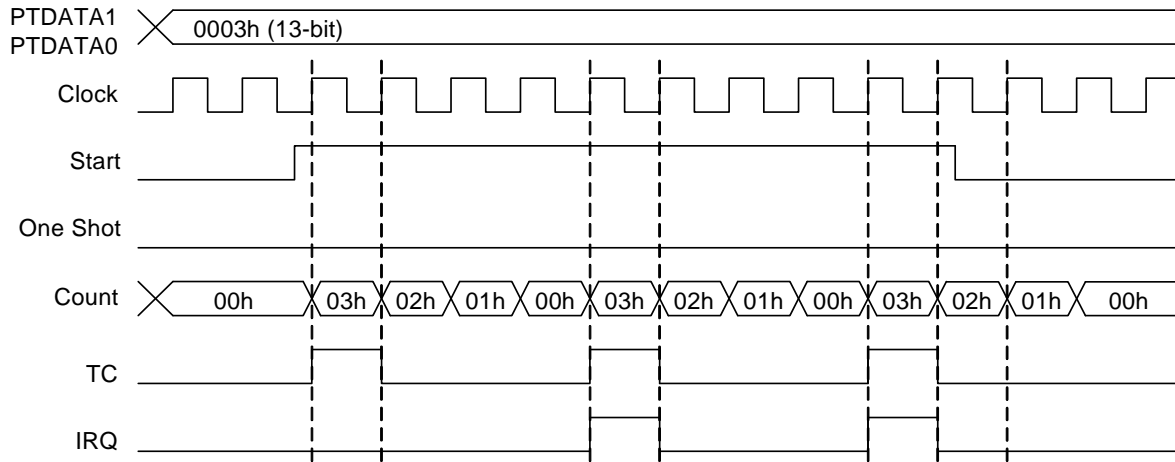 PTDATA1
PTDATA0
0003h (13-bit)
Clock
Start
One Shot
Count 00h 03h 02h 01h 00h 03h 02h 01h 00h 03h 02h 01h 00h
TC
IRQ